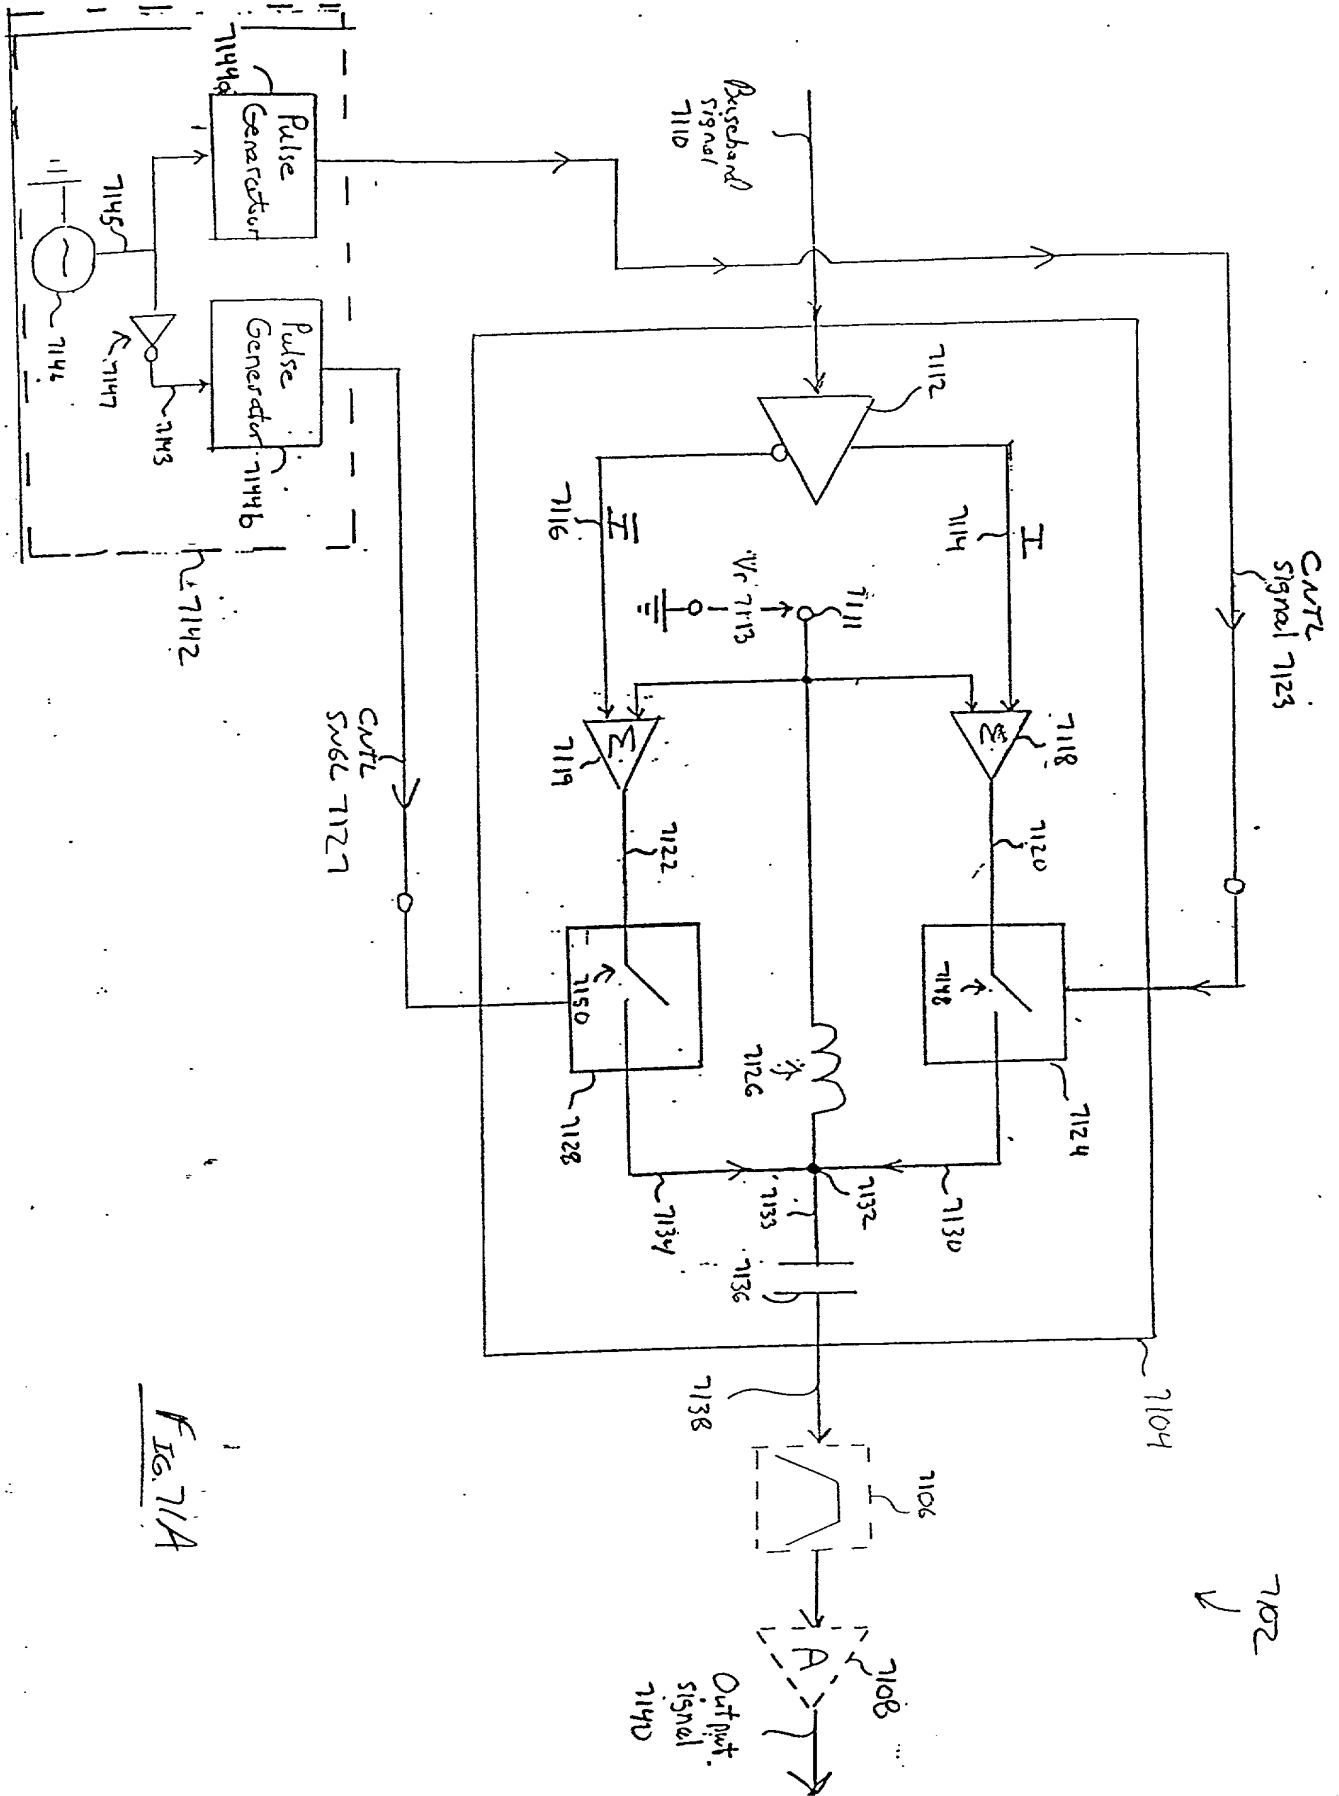 7102
7104
CNTL
Signal 7123
7112
7114
I
7118
Σ
7120
7148
7124
7130
7132
7133
7106
7108
A
Baseband
signal
7110
7111
Vr 7113
7126
7136
7138
Output
signal
7140
7116
I
7119
Σ
7122
7150
7128
7134
CNTL
SNGL 7127
7144a
Pulse
Generator
7145
7146
7147
7143
Pulse
Generator
7144b
7142
FIG. 71A